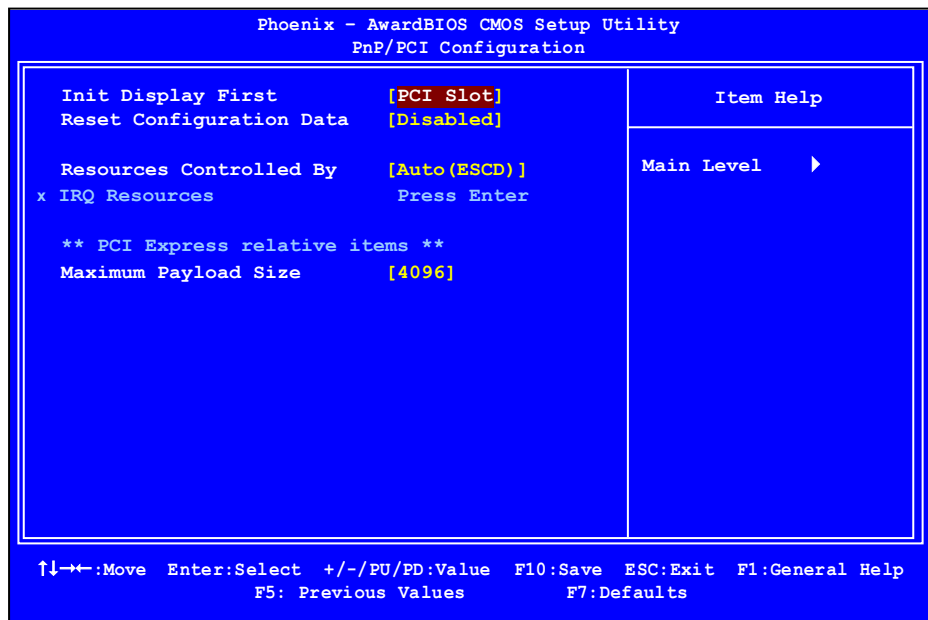 Phoenix – AwardBIOS CMOS Setup Utility
PnP/PCI Configuration
Init Display First [PCI Slot]
Reset Configuration Data [Disabled]
Resources Controlled By [Auto(ESCD)]
x IRQ Resources Press Enter
** PCI Express relative items **
Maximum Payload Size [4096]
Item Help
Main Level ▶
↑↓→←:Move Enter:Select +/-/PU/PD:Value F10:Save ESC:Exit F1:General Help
F5: Previous Values F7:Defaults